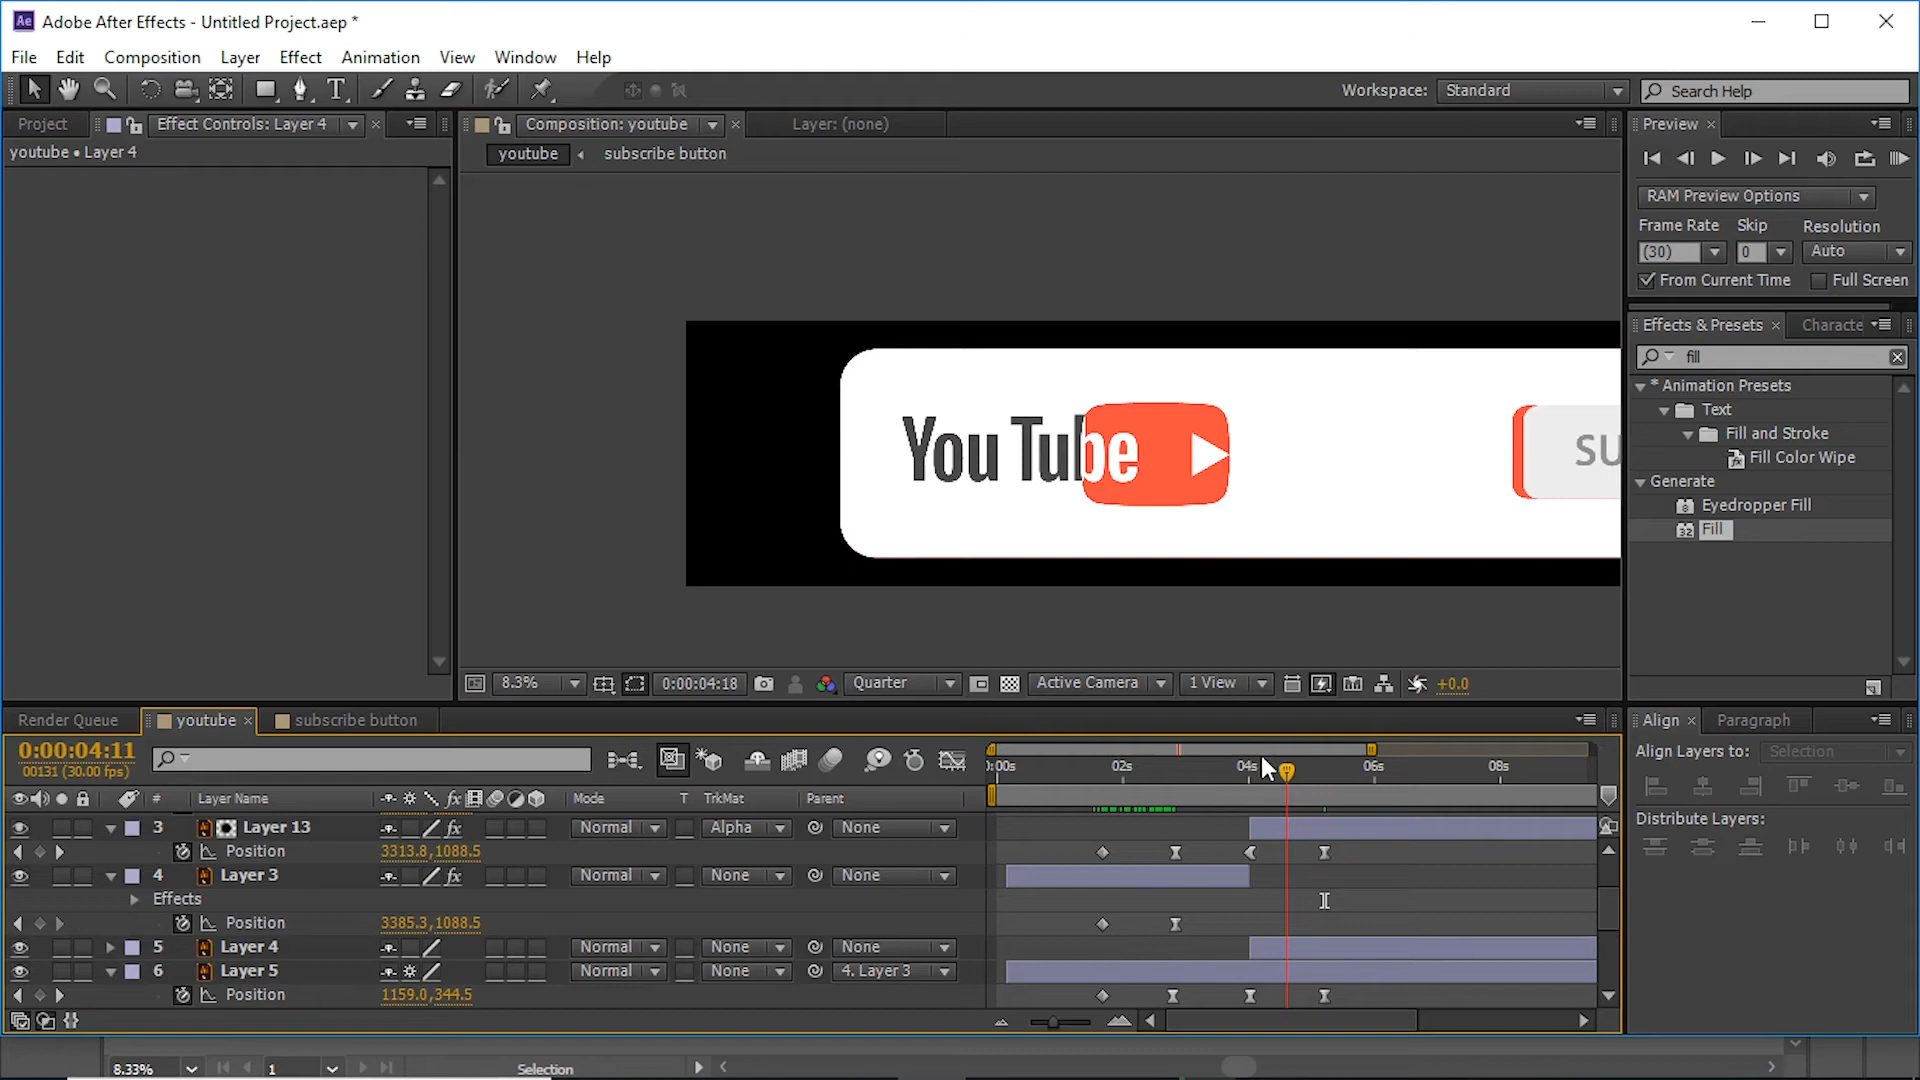 Ae Adobe After Effects - Untitled Project.aep *
File Edit Composition Layer Effect Animation View Window Help
T Workspace: Standard Search Help
Project Effect Controls: Layer 4 Composition: youtube Layer: (none) Preview
youtube • Layer 4 youtube subscribe button
RAM Preview Options
Frame Rate Skip Resolution
(30) 0 Auto
From Current Time Full Screen
Effects & Presets Characte
fill
* Animation Presets
Text
Fill and Stroke
Fill Color Wipe
Generate
Eyedropper Fill
32 Fill
You Tube SU
8.3% 0:00:04:18 Quarter Active Camera 1 View +0.0
Render Queue youtube subscribe button Align Paragraph
0:00:04:11
00131 (30.00 fps)
Align Layers to: Selection
0:00s 02s 04s 06s 08s
# Layer Name fx Mode T TrkMat Parent
Distribute Layers:
3 Layer 13 fx Normal Alpha None
Position 3313.8,1088.5
4 Layer 3 fx Normal None None
Effects
Position 3385.3,1088.5
5 Layer 4 Normal None None
6 Layer 5 Normal None 4. Layer 3
Position 1159.0,344.5
8.33% 1 Selection